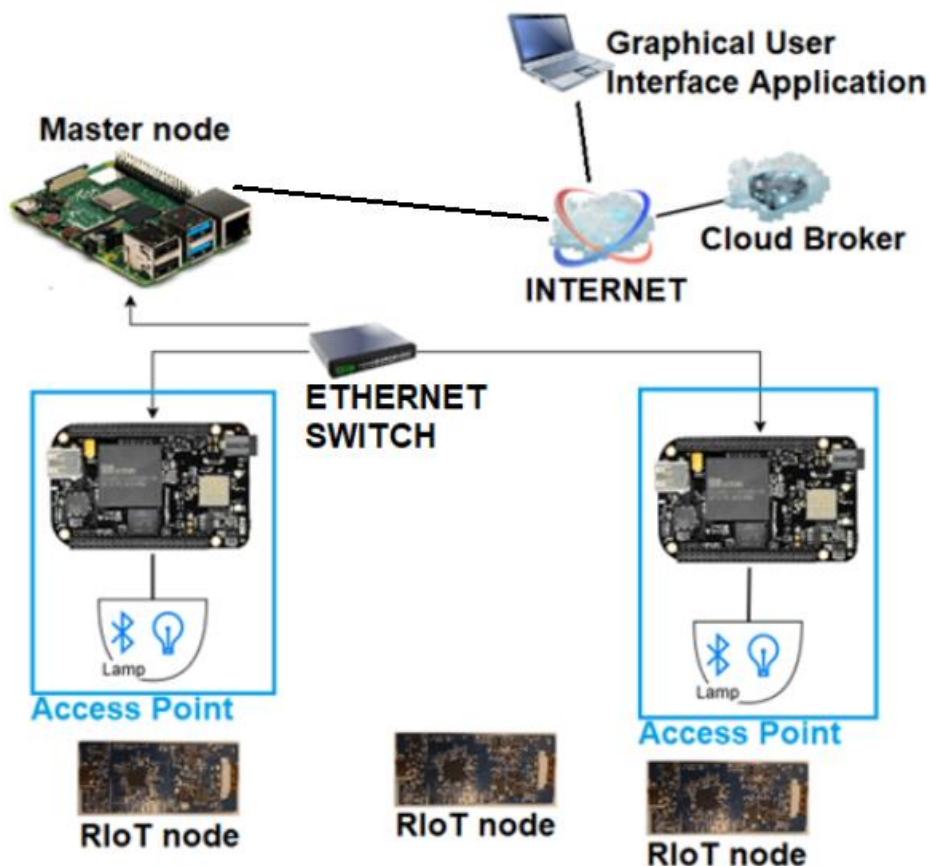 Graphical User
Interface Application
Master node
Cloud Broker
INTERNET
ETHERNET
SWITCH
Lamp
Lamp
Access Point
Access Point
RIoT node
RIoT node
RIoT node